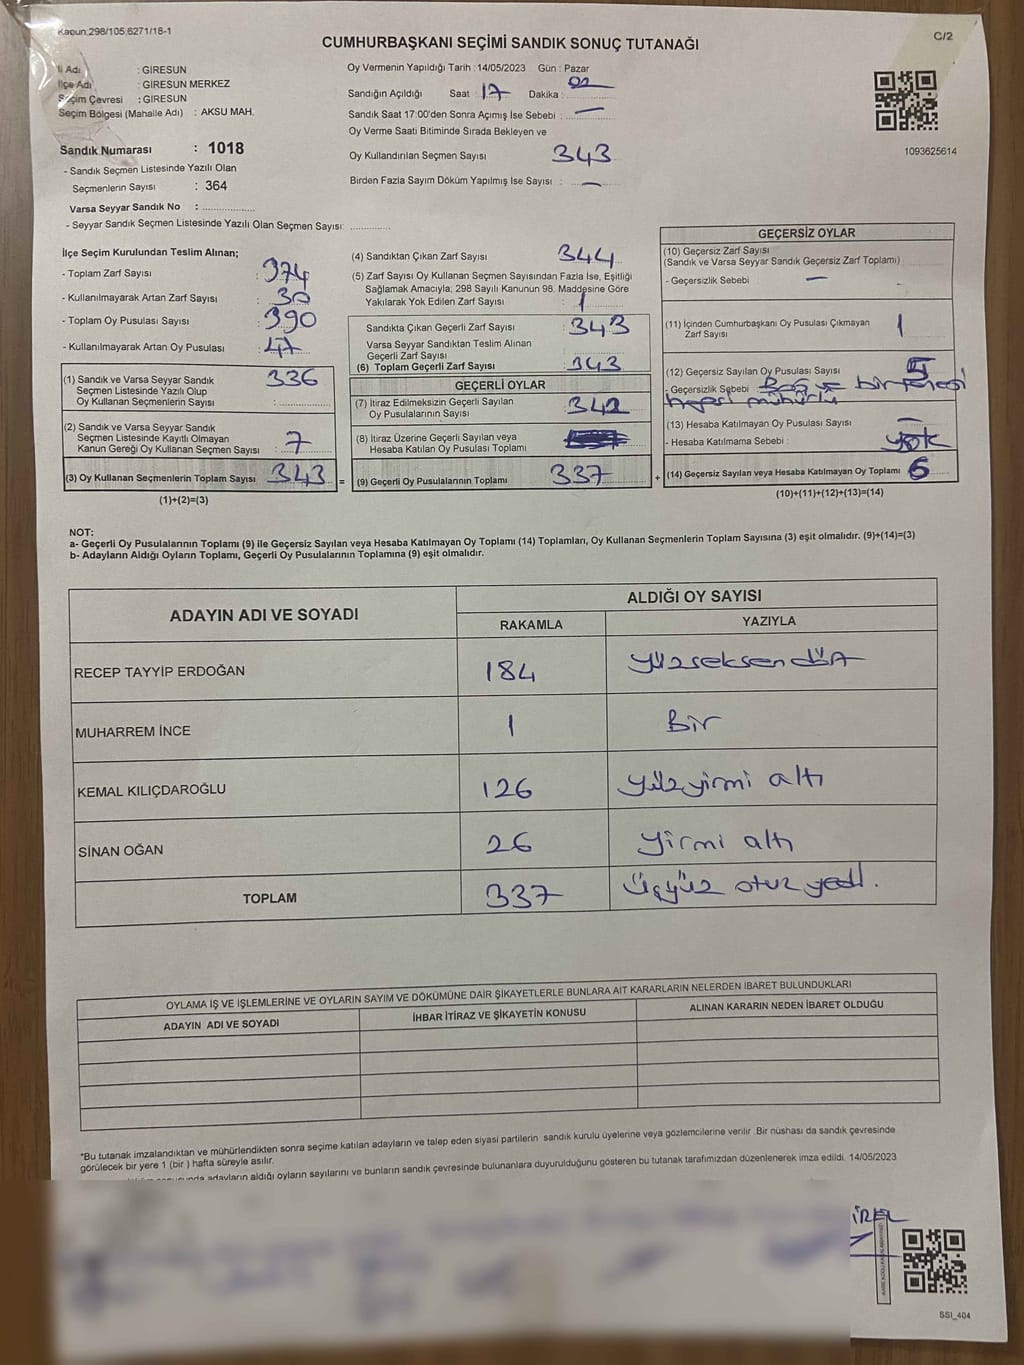 Kanun:298/105,6271/18-1
C/2
CUMHURBAŞKANI SEÇİMİ SANDIK SONUÇ TUTANAĞI
İl Adı : GİRESUN
İlçe Adı : GİRESUN MERKEZ
Seçim Çevresi : GİRESUN
Seçim Bölgesi (Mahalle Adı) : AKSU MAH.
Sandık Numarası : 1018
- Sandık Seçmen Listesinde Yazılı Olan
Seçmenlerin Sayısı : 364
Varsa Seyyar Sandık No :
- Seyyar Sandık Seçmen Listesinde Yazılı Olan Seçmen Sayısı:
Oy Vermenin Yapıldığı Tarih :14/05/2023 Gün : Pazar
Sandığın Açıldığı Saat : 17 Dakika : 02
Sandık Saat 17:00'den Sonra Açımış İse Sebebi : —
Oy Verme Saati Bitiminde Sırada Bekleyen ve
Oy Kullandırılan Seçmen Sayısı 343
Birden Fazla Sayım Döküm Yapılmış İse Sayısı : —
1093625614
İlçe Seçim Kurulundan Teslim Alınan;
- Toplam Zarf Sayısı : 374
- Kullanılmayarak Artan Zarf Sayısı : 30
- Toplam Oy Pusulası Sayısı : 390
- Kullanılmayarak Artan Oy Pusulası : 47
(1) Sandık ve Varsa Seyyar Sandık 336
Seçmen Listesinde Yazılı Olup
Oy Kullanan Seçmenlerin Sayısı :
(2) Sandık ve Varsa Seyyar Sandık
Seçmen Listesinde Kayıtlı Olmayan
Kanun Gereği Oy Kullanan Seçmen Sayısı : 7
(3) Oy Kullanan Seçmenlerin Toplam Sayısı 343 =
(1)+(2)=(3)
(4) Sandıktan Çıkan Zarf Sayısı 344
(5) Zarf Sayısı Oy Kullanan Seçmen Sayısından Fazla İse, Eşitliği
Sağlamak Amacıyla; 298 Sayılı Kanunun 98. Maddesine Göre
Yakılarak Yok Edilen Zarf Sayısı : 1
Sandıkta Çıkan Geçerli Zarf Sayısı : 343
Varsa Seyyar Sandıktan Teslim Alınan
Geçerli Zarf Sayısı
(6) Toplam Geçerli Zarf Sayısı : 343
GEÇERLİ OYLAR
(7) İtiraz Edilmeksizin Geçerli Sayılan
Oy Pusulalarının Sayısı : 342
(8) İtiraz Üzerine Geçerli Sayılan veya
Hesaba Katılan Oy Pusulası Toplamı
(9) Geçerli Oy Pusulalarının Toplamı 337 +
GEÇERSİZ OYLAR
(10) Geçersiz Zarf Sayısı
(Sandık ve Varsa Seyyar Sandık Geçersiz Zarf Toplamı)
- Geçersizlik Sebebi —
(11) İçinden Cumhurbaşkanı Oy Pusulası Çıkmayan 1
Zarf Sayısı
(12) Geçersiz Sayılan Oy Pusulası Sayısı 5
- Geçersizlik Sebebi Boş ve
hepsi mühürlü
(13) Hesaba Katılmayan Oy Pusulası Sayısı —
- Hesaba Katılmama Sebebi : yok
(14) Geçersiz Sayılan veya Hesaba Katılmayan Oy Toplamı 6
(10)+(11)+(12)+(13)=(14)
NOT:
a- Geçerli Oy Pusulalarının Toplamı (9) ile Geçersiz Sayılan veya Hesaba Katılmayan Oy Toplamı (14) Toplamları, Oy Kullanan Seçmenlerin Toplam Sayısına (3) eşit olmalıdır. (9)+(14)=(3)
b- Adayların Aldığı Oyların Toplamı, Geçerli Oy Pusulalarının Toplamına (9) eşit olmalıdır.
ADAYIN ADI VE SOYADI
ALDIĞI OY SAYISI
RAKAMLA YAZIYLA
RECEP TAYYİP ERDOĞAN 184 yüzseksen dört
MUHARREM İNCE 1 Bir
KEMAL KILIÇDAROĞLU 126 yüzyirmi altı
SİNAN OĞAN 26 yirmi altı
TOPLAM 337 üçyüz otuz yedi.
OYLAMA İŞ VE İŞLEMLERİNE VE OYLARIN SAYIM VE DÖKÜMÜNE DAİR ŞİKAYETLERLE BUNLARA AİT KARARLARIN NELERDEN İBARET BULUNDUKLARI
ADAYIN ADI VE SOYADI İHBAR İTİRAZ VE ŞİKAYETİN KONUSU ALINAN KARARIN NEDEN İBARET OLDUĞU
*Bu tutanak imzalandıktan ve mühürlendikten sonra seçime katılan adayların ve talep eden siyasi partilerin sandık kurulu üyelerine veya gözlemcilerine verilir .Bir nüshası da sandık çevresinde
görülecek bir yere 1 (bir ) hafta süreyle asılır.
adayların aldığı oyların sayılarını ve bunların sandık çevresinde bulunanlara duyurulduğunu gösteren bu tutanak tarafımızdan düzenlenerek imza edildi. 14/05/2023
İREL
SSI_404